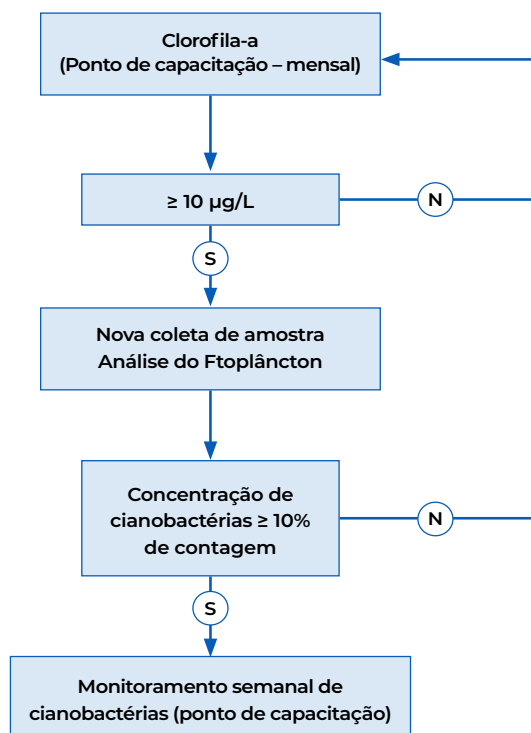 Clorofila-a
(Ponto de capacitação – mensal)
≥ 10 µg/L
N
S
Nova coleta de amostra
Análise do Ftoplâncton
Concentração de
cianobactérias ≥ 10%
de contagem
N
S
Monitoramento semanal de
cianobactérias (ponto de capacitação)